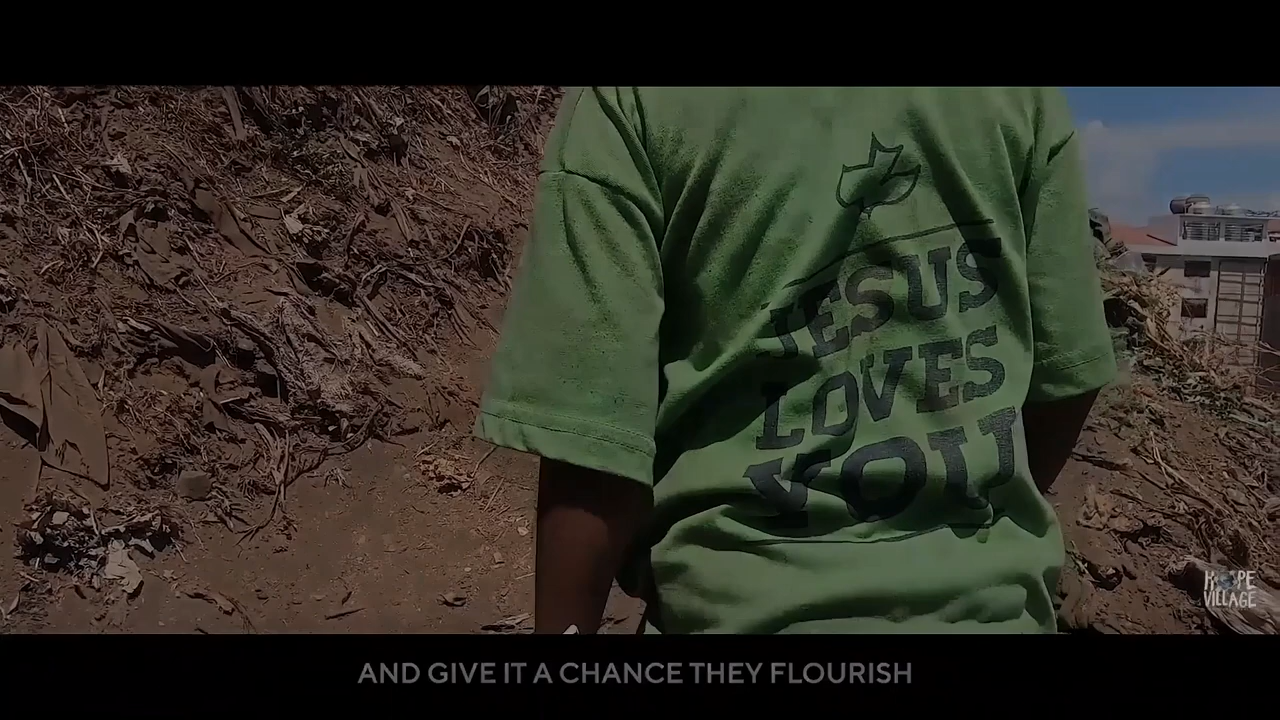 JESUS
LOVES
YOU
HOPE
VILLAGE
AND GIVE IT A CHANCE THEY FLOURISH